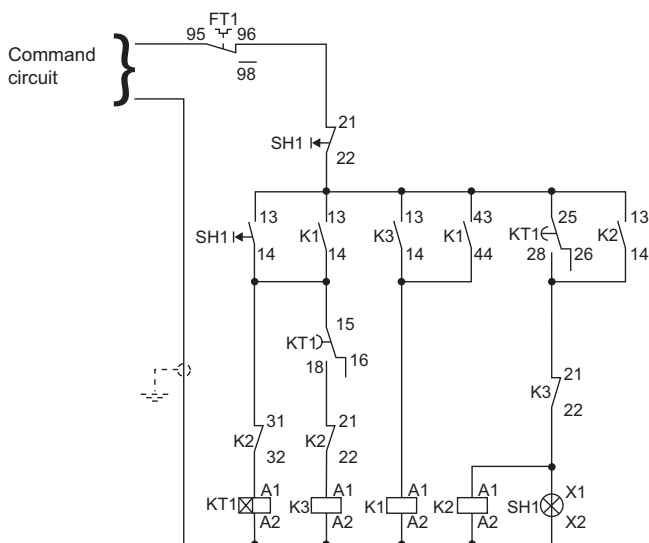 FT1
95 96
Command
circuit
98
21
SH1
22
13 13 13 43 25 13
SH1 K1 K3 K1 KT1 K2
14 14 14 44 28 26 14
15
KT1
18 16
21
K3
22
31 21
K2 K2
32 22
A1 A1 A1 A1 X1
KT1 K3 K1 K2 SH1
A2 A2 A2 A2 X2